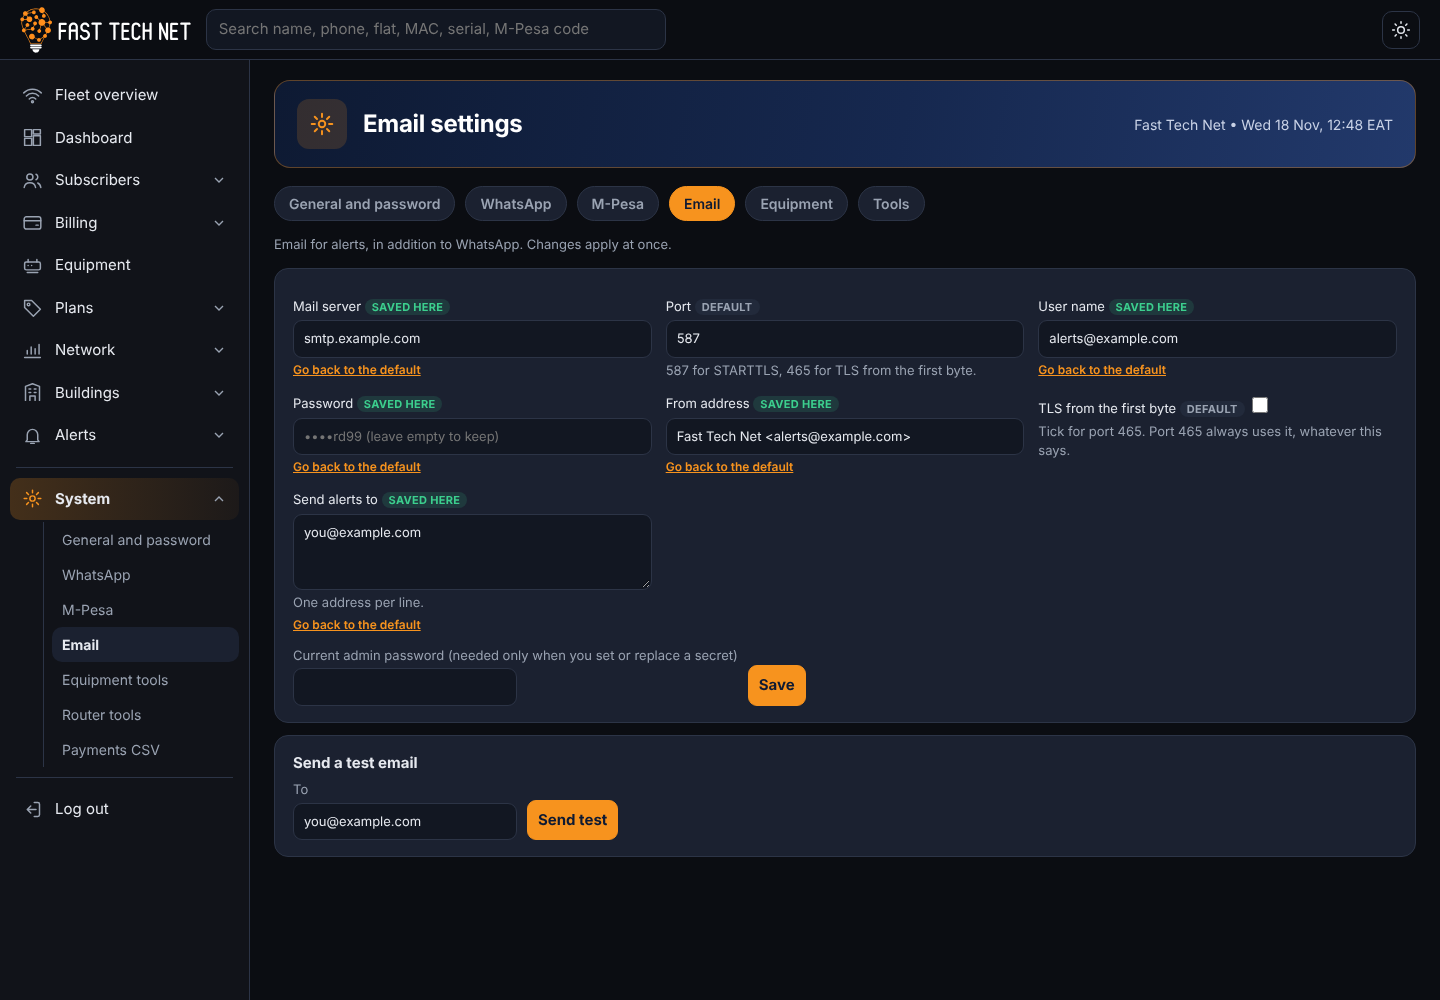 FAST TECH NET
Search name, phone, flat, MAC, serial, M-Pesa code
Fleet overview
Dashboard
Subscribers
Billing
Equipment
Plans
Network
Buildings
Alerts
System
General and password
WhatsApp
M-Pesa
Email
Equipment tools
Router tools
Payments CSV
Log out
Email settings
Fast Tech Net • Wed 18 Nov, 12:48 EAT
General and password
WhatsApp
M-Pesa
Email
Equipment
Tools
Email for alerts, in addition to WhatsApp. Changes apply at once.
Mail server SAVED HERE
smtp.example.com
Go back to the default
Port DEFAULT
587
587 for STARTTLS, 465 for TLS from the first byte.
User name SAVED HERE
alerts@example.com
Go back to the default
Password SAVED HERE
••••rd99 (leave empty to keep)
Go back to the default
From address SAVED HERE
Fast Tech Net <alerts@example.com>
Go back to the default
TLS from the first byte DEFAULT
Tick for port 465. Port 465 always uses it, whatever this
says.
Send alerts to SAVED HERE
you@example.com
One address per line.
Go back to the default
Current admin password (needed only when you set or replace a secret)
Save
Send a test email
To
you@example.com
Send test